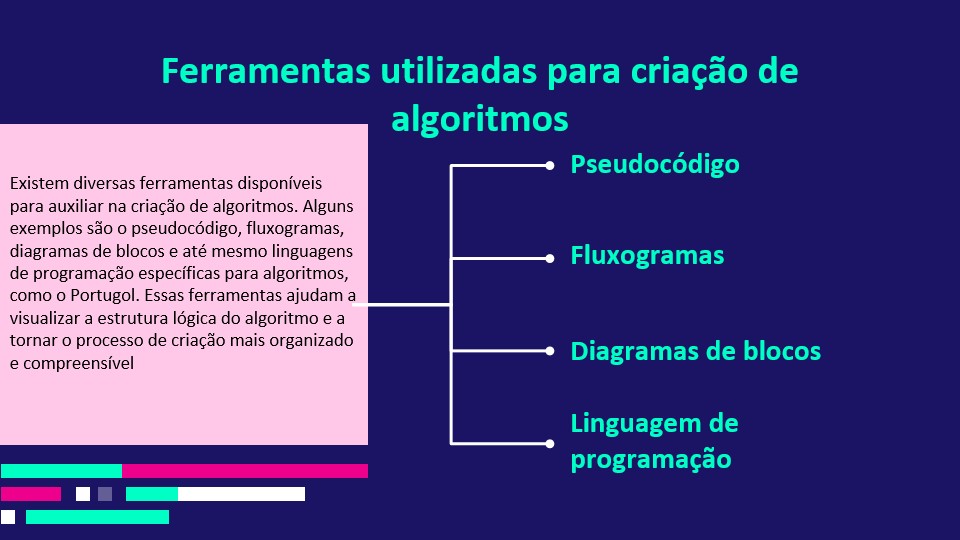 Ferramentas utilizadas para criação de
algoritmos
Existem diversas ferramentas disponíveis
para auxiliar na criação de algoritmos. Alguns
exemplos são o pseudocódigo, fluxogramas,
diagramas de blocos e até mesmo linguagens
de programação específicas para algoritmos,
como o Portugol. Essas ferramentas ajudam a
visualizar a estrutura lógica do algoritmo e a
tornar o processo de criação mais organizado
e compreensível
Pseudocódigo
Fluxogramas
Diagramas de blocos
Linguagem de
programação